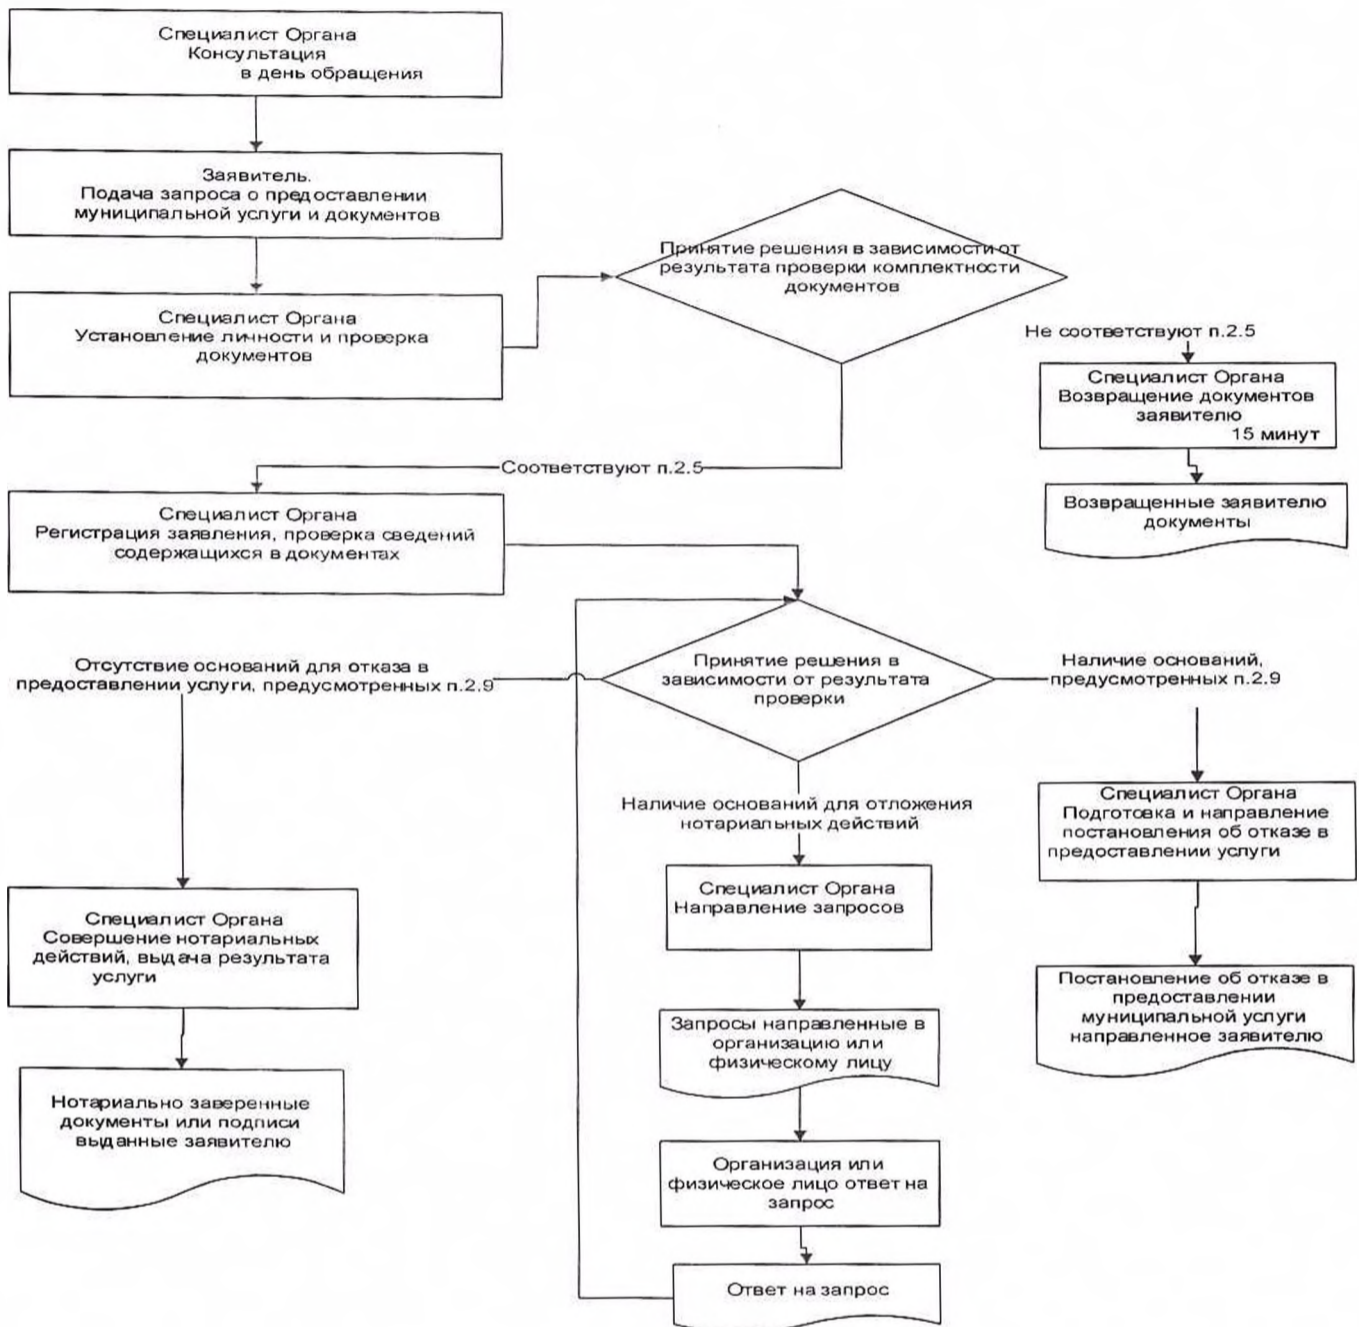 Специалист Органа
Консультация
в день обращения
Заявитель.
Подача запроса о предоставлении
муниципальной услуги и документов
Специалист Органа
Установление личности и проверка
документов
Принятие решения в зависимости от
результата проверки комплектности
документов
Не соответствуют п.2.5
Специалист Органа
Возвращение документов
заявителю
15 минут
Возвращенные заявителю
документы
Соответствуют п.2.5
Специалист Органа
Регистрация заявления, проверка сведений
содержащихся в документах
Принятие решения в
зависимости от результата
проверки
Отсутствие оснований для отказа в
предоставлении услуги, предусмотренных п.2.9
Наличие оснований,
предусмотренных п.2.9
Наличие оснований для отложения
нотариальных действий
Специалист Органа
Подготовка и направление
постановления об отказе в
предоставлении услуги
Специалист Органа
Направление запросов
Специалист Органа
Совершение нотариальных
действий, выдача результата
услуги
Постановление об отказе в
предоставлении
муниципальной услуги
направленное заявителю
Запросы направленные в
организацию или
физическому лицу
Нотариально заверенные
документы или подписи
выданные заявителю
Организация или
физическое лицо ответ на
запрос
Ответ на запрос